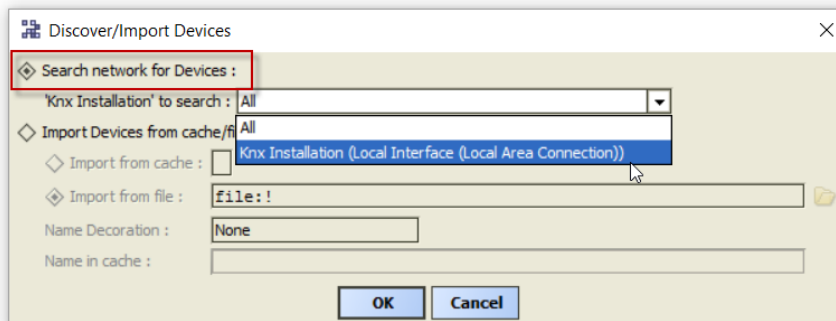 Discover/Import Devices
Search network for Devices :
'Knx Installation' to search : All
All
Import Devices from cache/fi
Knx Installation (Local Interface (Local Area Connection))
Import from cache :
Import from file : file:!
Name Decoration : None
Name in cache :
OK Cancel